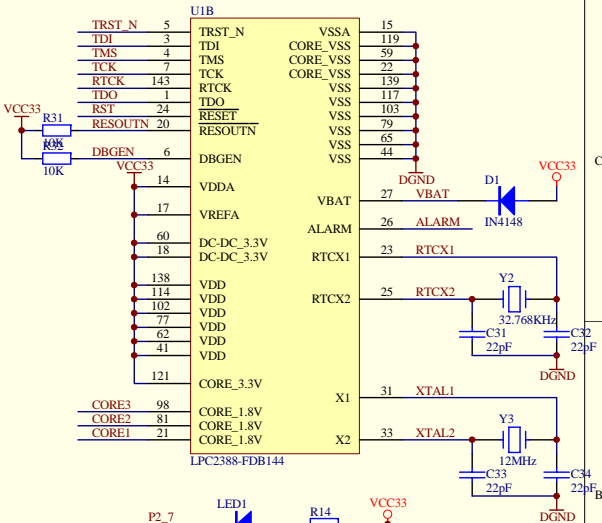 U1B
TRST_N 5 TRST_N VSSA 15
TDI 3 TDI CORE_VSS 119
TMS 4 TMS CORE_VSS 59
TCK 7 TCK CORE_VSS 22
RTCK 143 RTCK VSS 139
TDO 1 TDO VSS 117
RST 24 RESET VSS 103
VCC33 R31 RESOUTN 20 RESOUTN VSS 79
10K R32 VSS 65
10K DBGEN 6 DBGEN VSS 44
VCC33 DGND VCC33 C
14 VDDA D1
VBAT 27 VBAT
17 VREFA IN4148
ALARM 26 ALARM
60 DC-DC_3.3V
18 DC-DC_3.3V RTCX1 23 RTCX1
138 VDD Y2
114 VDD RTCX2 25 RTCX2
102 VDD 32.768KHz
77 VDD C31 C32
62 VDD 22pF 22pF
41 VDD
DGND
121 CORE_3.3V
X1 31 XTAL1
CORE3 98 CORE_1.8V
CORE2 81 CORE_1.8V Y3
CORE1 21 CORE_1.8V X2 33 XTAL2
LPC2388-FDB144 12MHz
C33 C34
22pF 22pF B
LED1 R14 VCC33
P2_7 DGND